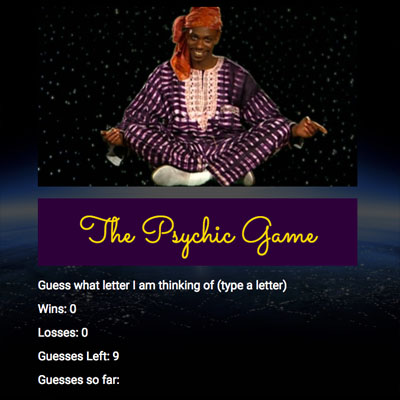 The Psychic Game
Guess what letter I am thinking of (type a letter)
Wins: 0
Losses: 0
Guesses Left: 9
Guesses so far: